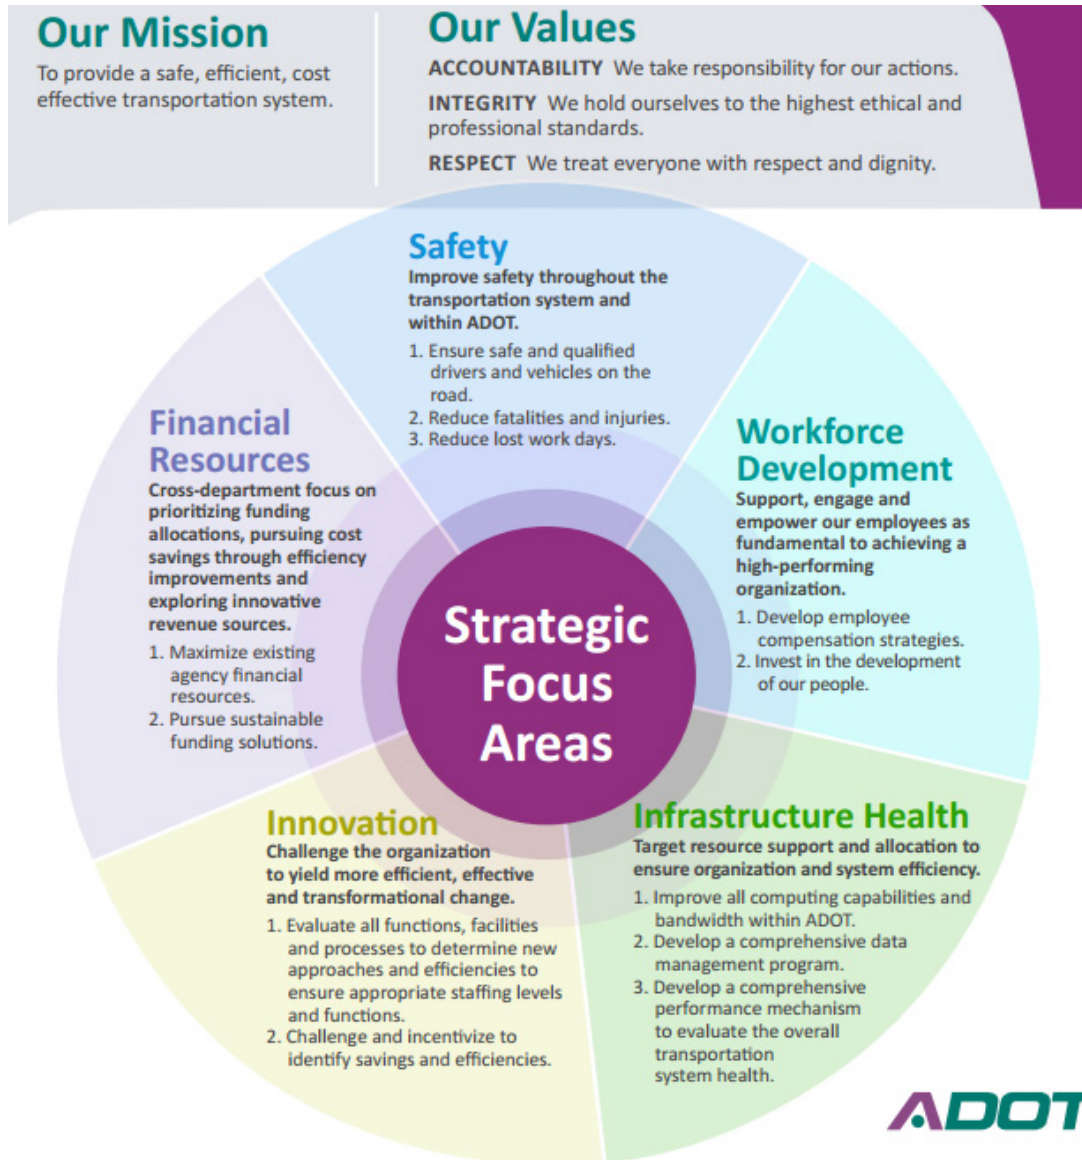 Our Mission
To provide a safe, efficient, cost
effective transportation system.
Our Values
ACCOUNTABILITY We take responsibility for our actions.
INTEGRITY We hold ourselves to the highest ethical and
professional standards.
RESPECT We treat everyone with respect and dignity.
Safety
Improve safety throughout the
transportation system and
within ADOT.
1. Ensure safe and qualified
drivers and vehicles on the
road.
2. Reduce fatalities and injuries.
3. Reduce lost work days.
Workforce
Development
Support, engage and
empower our employees as
fundamental to achieving a
high-performing
organization.
1. Develop employee
compensation strategies.
2. Invest in the development
of our people.
Infrastructure Health
Target resource support and allocation to
ensure organization and system efficiency.
1. Improve all computing capabilities and
bandwidth within ADOT.
2. Develop a comprehensive data
management program.
3. Develop a comprehensive
performance mechanism
to evaluate the overall
transportation
system health.
Innovation
Challenge the organization
to yield more efficient, effective
and transformational change.
1. Evaluate all functions, facilities
and processes to determine new
approaches and efficiencies to
ensure appropriate staffing levels
and functions.
2. Challenge and incentivize to
identify savings and efficiencies.
Financial
Resources
Cross-department focus on
prioritizing funding
allocations, pursuing cost
savings through efficiency
improvements and
exploring innovative
revenue sources.
1. Maximize existing
agency financial
resources.
2. Pursue sustainable
funding solutions.
Strategic
Focus
Areas
ADOT